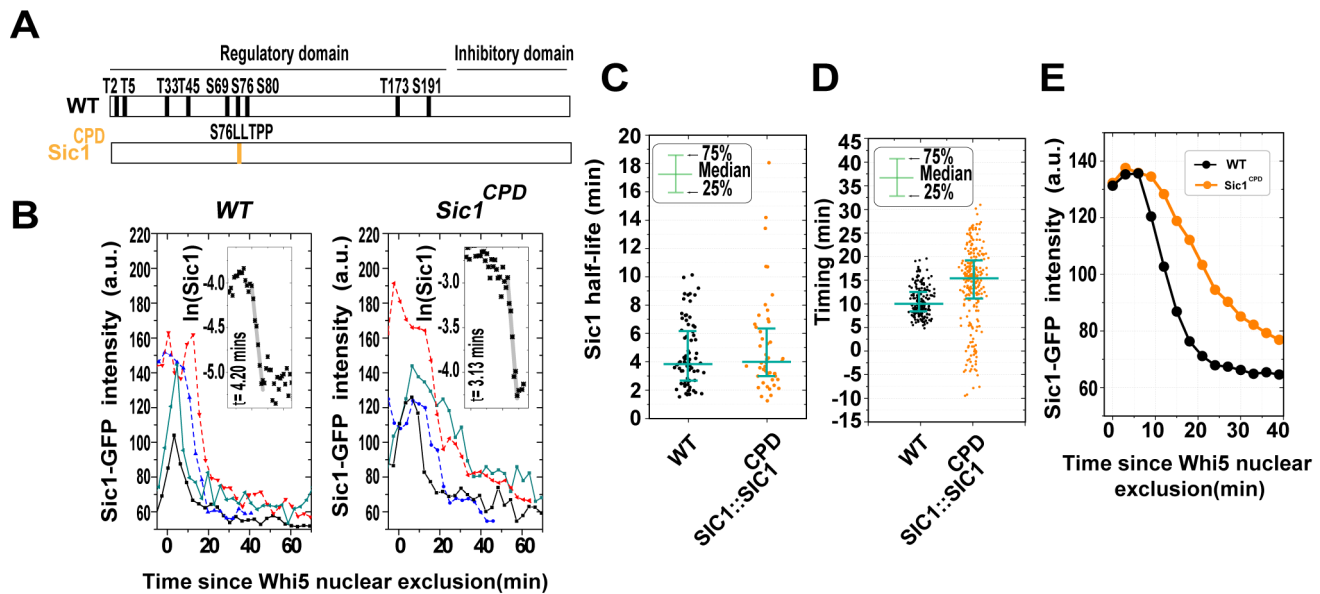 A
Regulatory domain
Inhibitory domain
T2 T5 T33 T45 S69 S76 S80 T173 S191
WT
S76LLTPP
Sic1CPD
B
WT
Sic1CPD
Sic1-GFP intensity (a.u.)
220
200
180
160
140
120
100
80
60
0 20 40 60
ln(Sic1)
-4.0
-4.5
-5.0
t= 4.20 mins
Sic1-GFP intensity (a.u.)
220
200
180
160
140
120
100
80
60
0 20 40 60
ln(Sic1)
-3.0
-4.0
t= 3.13 mins
Time since Whi5 nuclear exclusion(min)
C
Sic1 half-life (min)
20
18
16
14
12
10
8
6
4
2
0
75%
Median
25%
WT
CPD
SIC1::SIC1
D
Timing (min)
45
40
35
30
25
20
15
10
5
0
-5
-10
-15
75%
Median
25%
WT
CPD
SIC1::SIC1
E
Sic1-GFP intensity (a.u.)
140
120
100
80
60
WT
Sic1CPD
0 10 20 30 40
Time since Whi5 nuclear
exclusion(min)